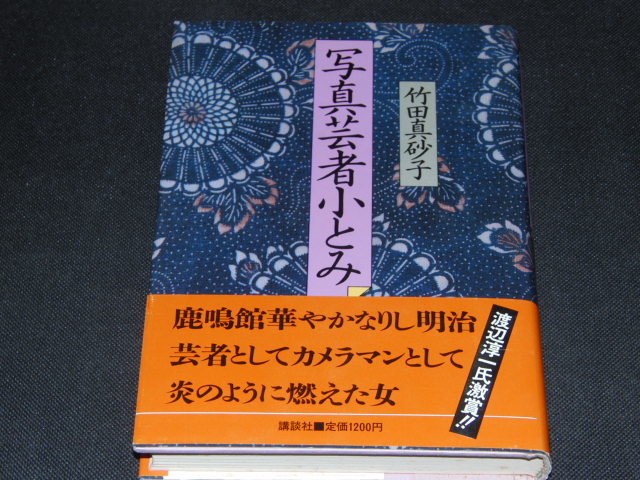 写真芸者小とみ
竹田真砂子
鹿鳴館華やかなりし明治
芸者としてカメラマンとして
炎のように燃えた女
渡辺淳一氏激賞!!
講談社■定価1200円